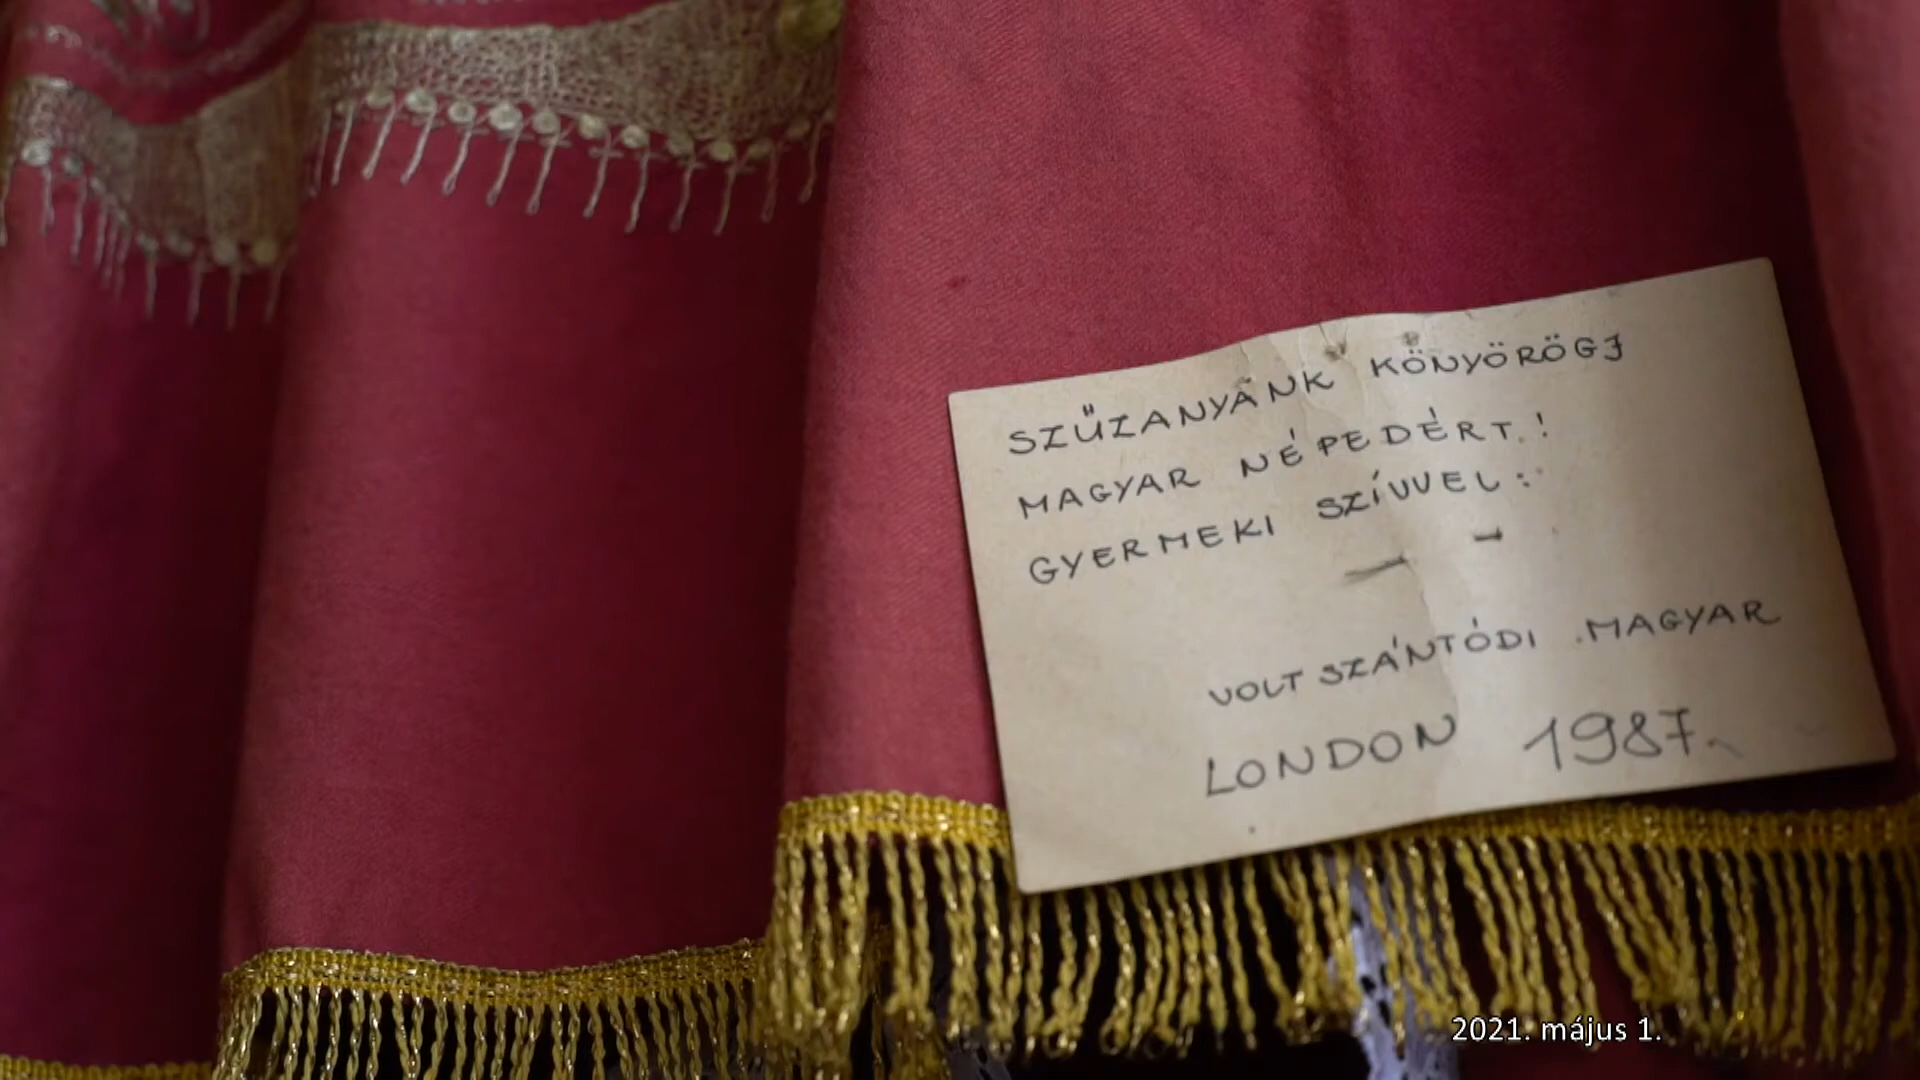 SZŰZANYÁNK KÖNYÖRÖGJ
MAGYAR NÉPEDÉRT!
GYERMEKI SZÍVVEL:
VOLT SZÁNTÓDI MAGYAR
LONDON 1987.
2021. május 1.